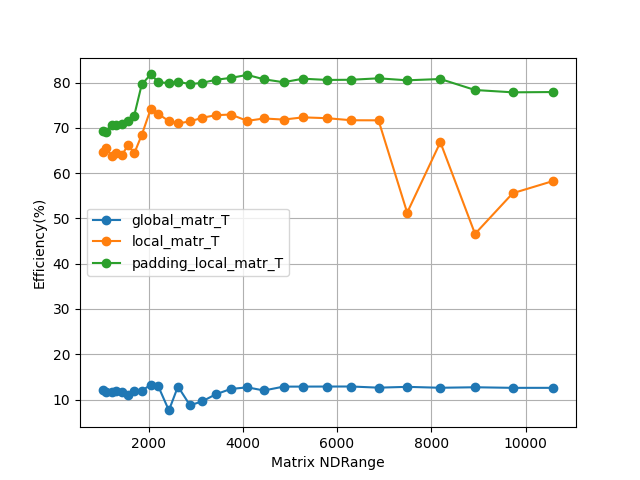 80
70
60
50
40
30
20
10
Efficiency(%)
global_matr_T
local_matr_T
padding_local_matr_T
2000 4000 6000 8000 10000
Matrix NDRange